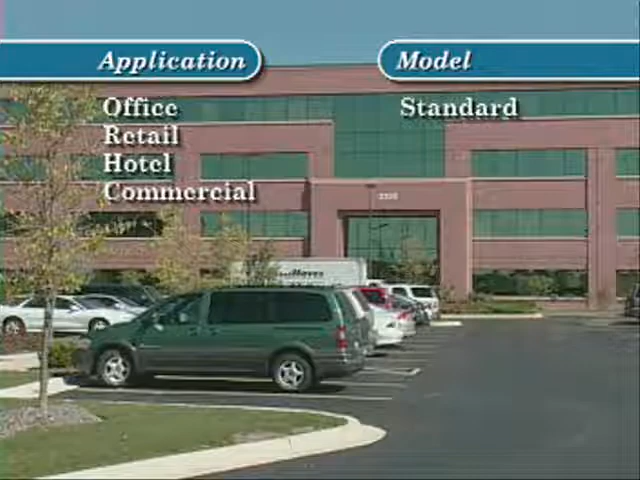 Application
Model
Office
Standard
Retail
Hotel
Commercial